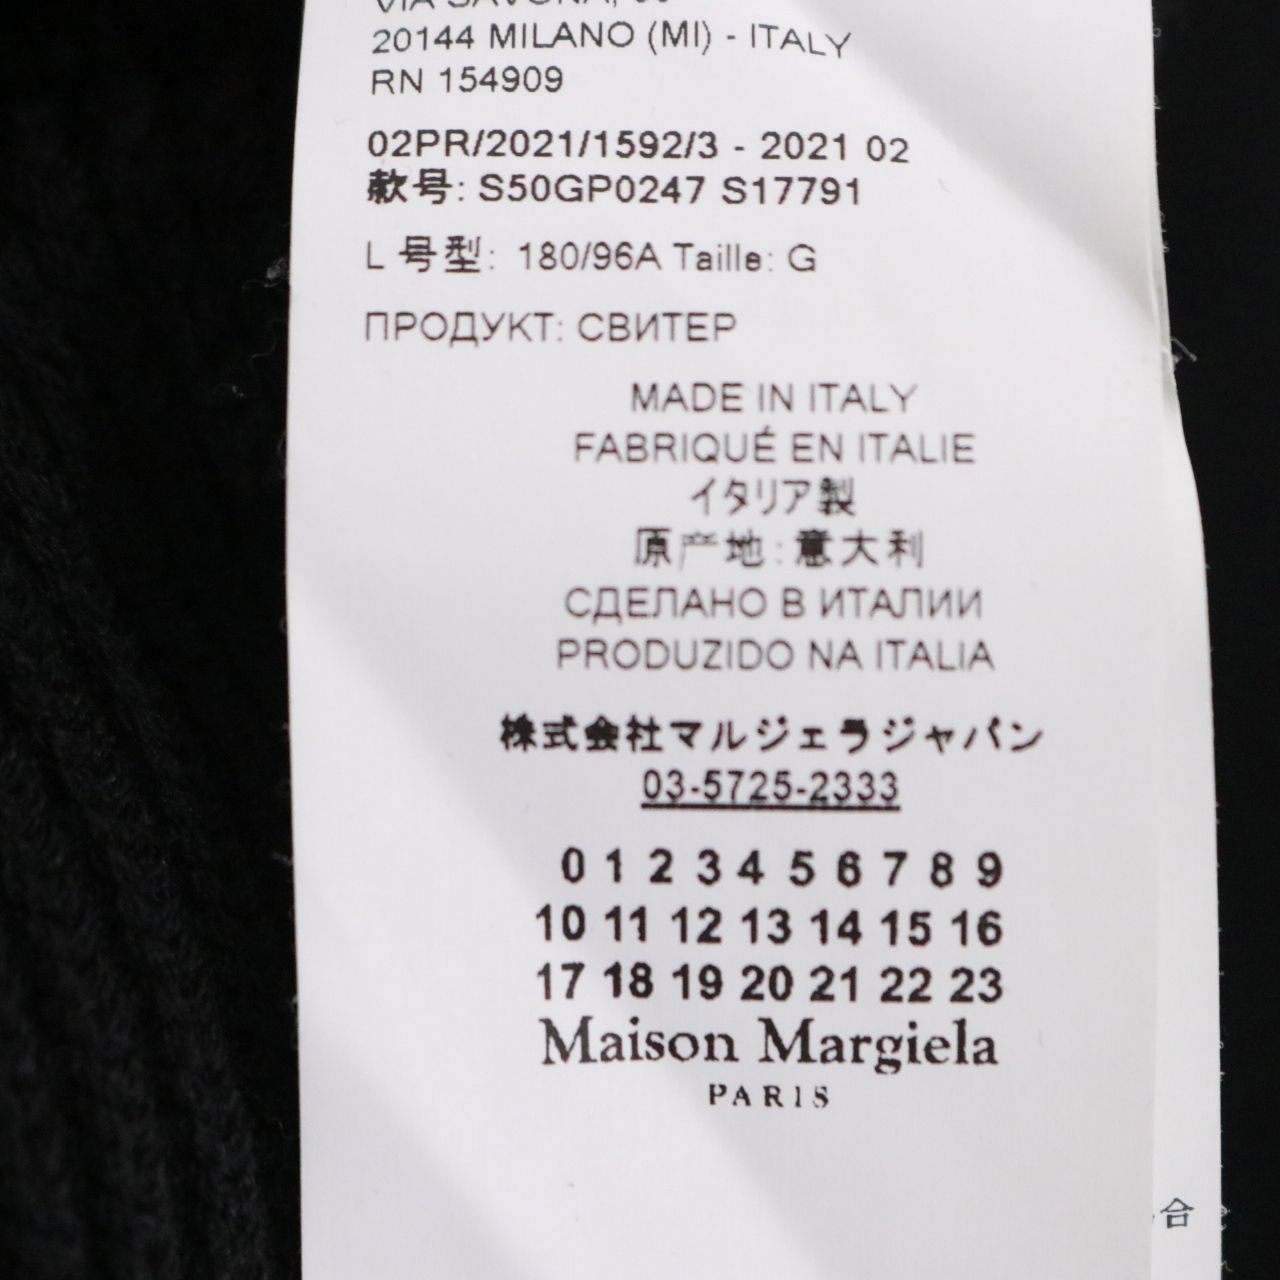 VIA SAVONA,
20144 MILANO (MI) - ITALY
RN 154909
02PR/2021/1592/3 - 2021 02
款号: S50GP0247 S17791
L 号型: 180/96A Taille: G
ПРОДУКТ: СВИТЕР
MADE IN ITALY
FABRIQUÉ EN ITALIE
イタリア製
原产地:意大利
СДЕЛАНО В ИТАЛИИ
PRODUZIDO NA ITALIA
株式会社マルジェラジャパン
03-5725-2333
0 1 2 3 4 5 6 7 8 9
10 11 12 13 14 15 16
17 18 19 20 21 22 23
Maison Margiela
PARIS
合